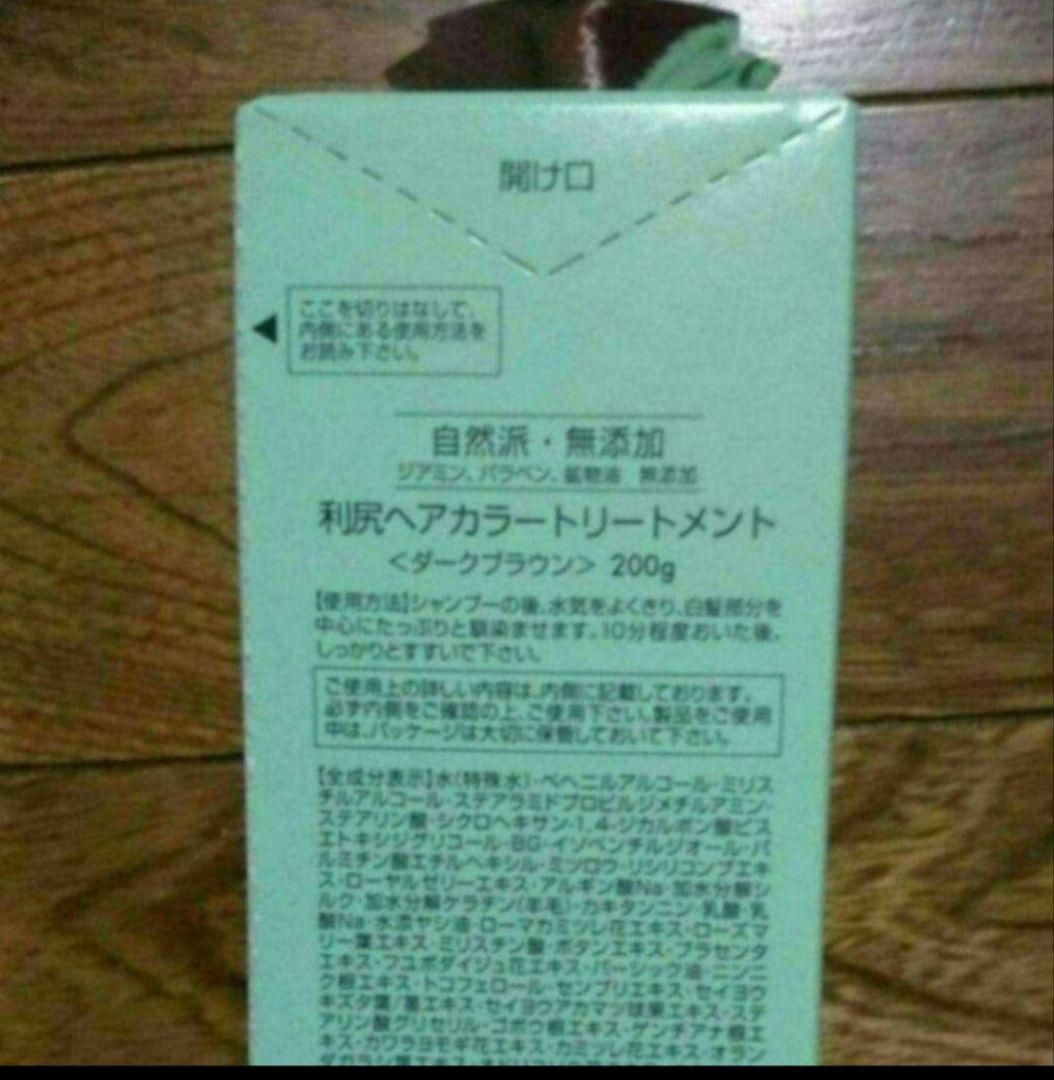 開け口
ここを切りはなして、
内側にある使用方法を
お読み下さい。
自然派・無添加
ジアミン、パラベン、鉱物油 無添加
利尻ヘアカラートリートメント
<ダークブラウン> 200g
【使用方法】シャンプーの後、水気をよくきり、白髪部分を
中心にたっぷりと馴染ませます。10分程度おいた後、
しっかりとすすいで下さい。
ご使用上の詳しい内容は、内側に記載しております。
必ず内側をご確認の上、ご使用下さい。製品をご使用
中は、パッケージは大切に保管しておいて下さい。
【全成分表示】水(特殊水)・ベヘニルアルコール・ミリス
チルアルコール・ステアラミドプロピルジメチルアミン・
ステアリン酸・シクロヘキサン-1,4-ジカルボン酸ビス
エトキシジグリコール・BG・イソペンチルジオール・パ
ルミチン酸エチルヘキシル・ミツロウ・リシリコンブエキ
ス・ローヤルゼリーエキス・アルギン酸Na・加水分解シ
ルク・加水分解ケラチン(羊毛)・カキタンニン・乳酸・乳
酸Na・水添ヤシ油・ローマカミツレ花エキス・ローズマ
リー葉エキス・ミリスチン酸・ボタンエキス・プラセンタ
エキス・フユボダイジュ花エキス・パーシック油・ニンニ
ク根エキス・トコフェロール・センブリエキス・セイヨウ
キズタ葉/茎エキス・セイヨウアカマツ球果エキス・ステ
アリン酸グリセリル・ゴボウ根エキス・ゲンチアナ根エ
キス・カワラヨモギ花エキス・カミツレ花エキス・オラン
ダガラシ葉エキス・